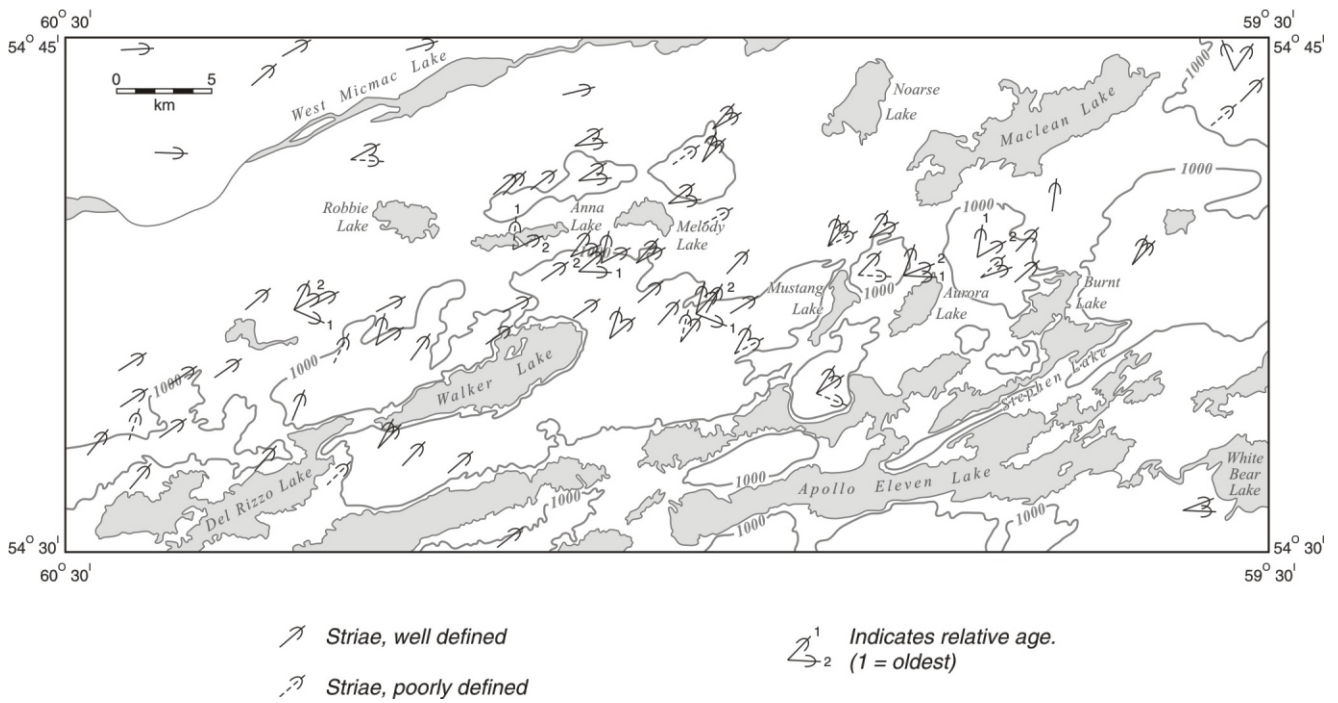 60° 30'
59° 30'
54° 45'
54° 45'
0 5
km
West Micmac Lake
Noarse
Lake
Maclean Lake
1000
1000
Robbie
Lake
1
2
Anna
Lake
Melody
Lake
1000
1000
1
2
2
1
2
1
2
1
2
1
Mustang
Lake
1000
Aurora
Lake
Burnt
Lake
1000
1000
Walker Lake
Stephen Lake
Del Rizzo Lake
1000
1000
Apollo Eleven Lake
White
Bear
Lake
1000
1000
54° 30'
54° 30'
60° 30'
59° 30'
Striae, well defined
Striae, poorly defined
1
2
Indicates relative age.
(1 = oldest)